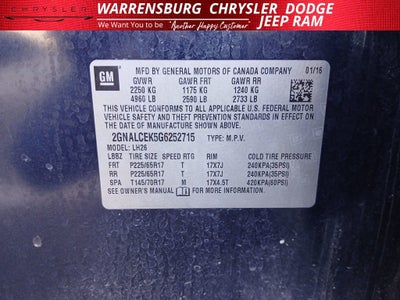 CHRYSLER
WARRENSBURG CHRYSLER DODGE
We Want You to be Another Happy Customer
JEEP RAM
GM
MFD BY GENERAL MOTORS OF CANADA COMPANY 01/16
GVWR GAWR FRT GAWR RR
2250 KG 1175 KG 1240 KG
4960 LB 2590 LB 2733 LB
THIS VEHICLE CONFORMS TO ALL APPLICABLE U.S. FEDERAL MOTOR
VEHICLE SAFETY AND THEFT PREVENTION STANDARDS IN EFFECT ON
THE DATE OF MANUFACTURE SHOWN ABOVE.
2GNALCEK5G6252715 TYPE: M.P.V.
MODEL: LH26
LBBZ TIRE SIZE SPEED RTG RIM COLD TIRE PRESSURE
FRT P225/65R17 T 17X7J 240KPA(35PSI)
RR P225/65R17 T 17X7J 240KPA(35PSI)
SPA T145/70R17 M 17X4.5T 420KPA(60PSI)
SEE OWNER'S MANUAL FOR ADDITIONAL INFORMATION.